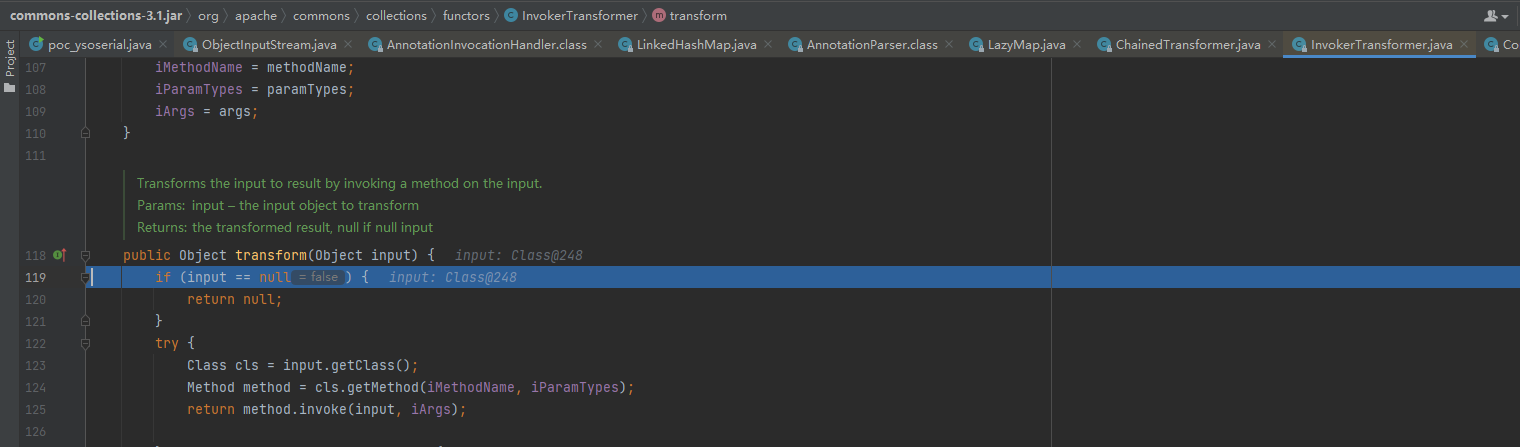 commons-collections-3.1.jar › org › apache › commons › collections › functors › InvokerTransformer › transform
Project
poc_ysoserial.java ObjectInputStream.java AnnotationInvocationHandler.class LinkedHashMap.java AnnotationParser.class LazyMap.java ChainedTransformer.java InvokerTransformer.java Co
107 iMethodName = methodName;
108 iParamTypes = paramTypes;
109 iArgs = args;
110 }
111
Transforms the input to result by invoking a method on the input.
Params: input – the input object to transform
Returns: the transformed result, null if null input
118 public Object transform(Object input) { input: Class@248
119 if (input == null = false ) { input: Class@248
120 return null;
121 }
122 try {
123 Class cls = input.getClass();
124 Method method = cls.getMethod(iMethodName, iParamTypes);
125 return method.invoke(input, iArgs);
126